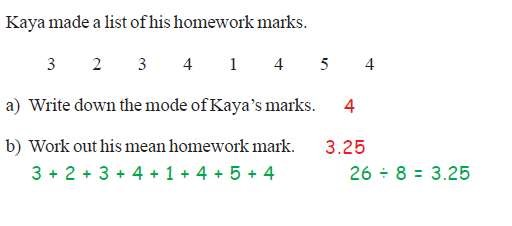 Kaya made a list of his homework marks.
3 2 3 4 1 4 5 4
a) Write down the mode of Kaya's marks. 4
b) Work out his mean homework mark. 3.25
3 + 2 + 3 + 4 + 1 + 4 + 5 + 4 26 ÷ 8 = 3.25